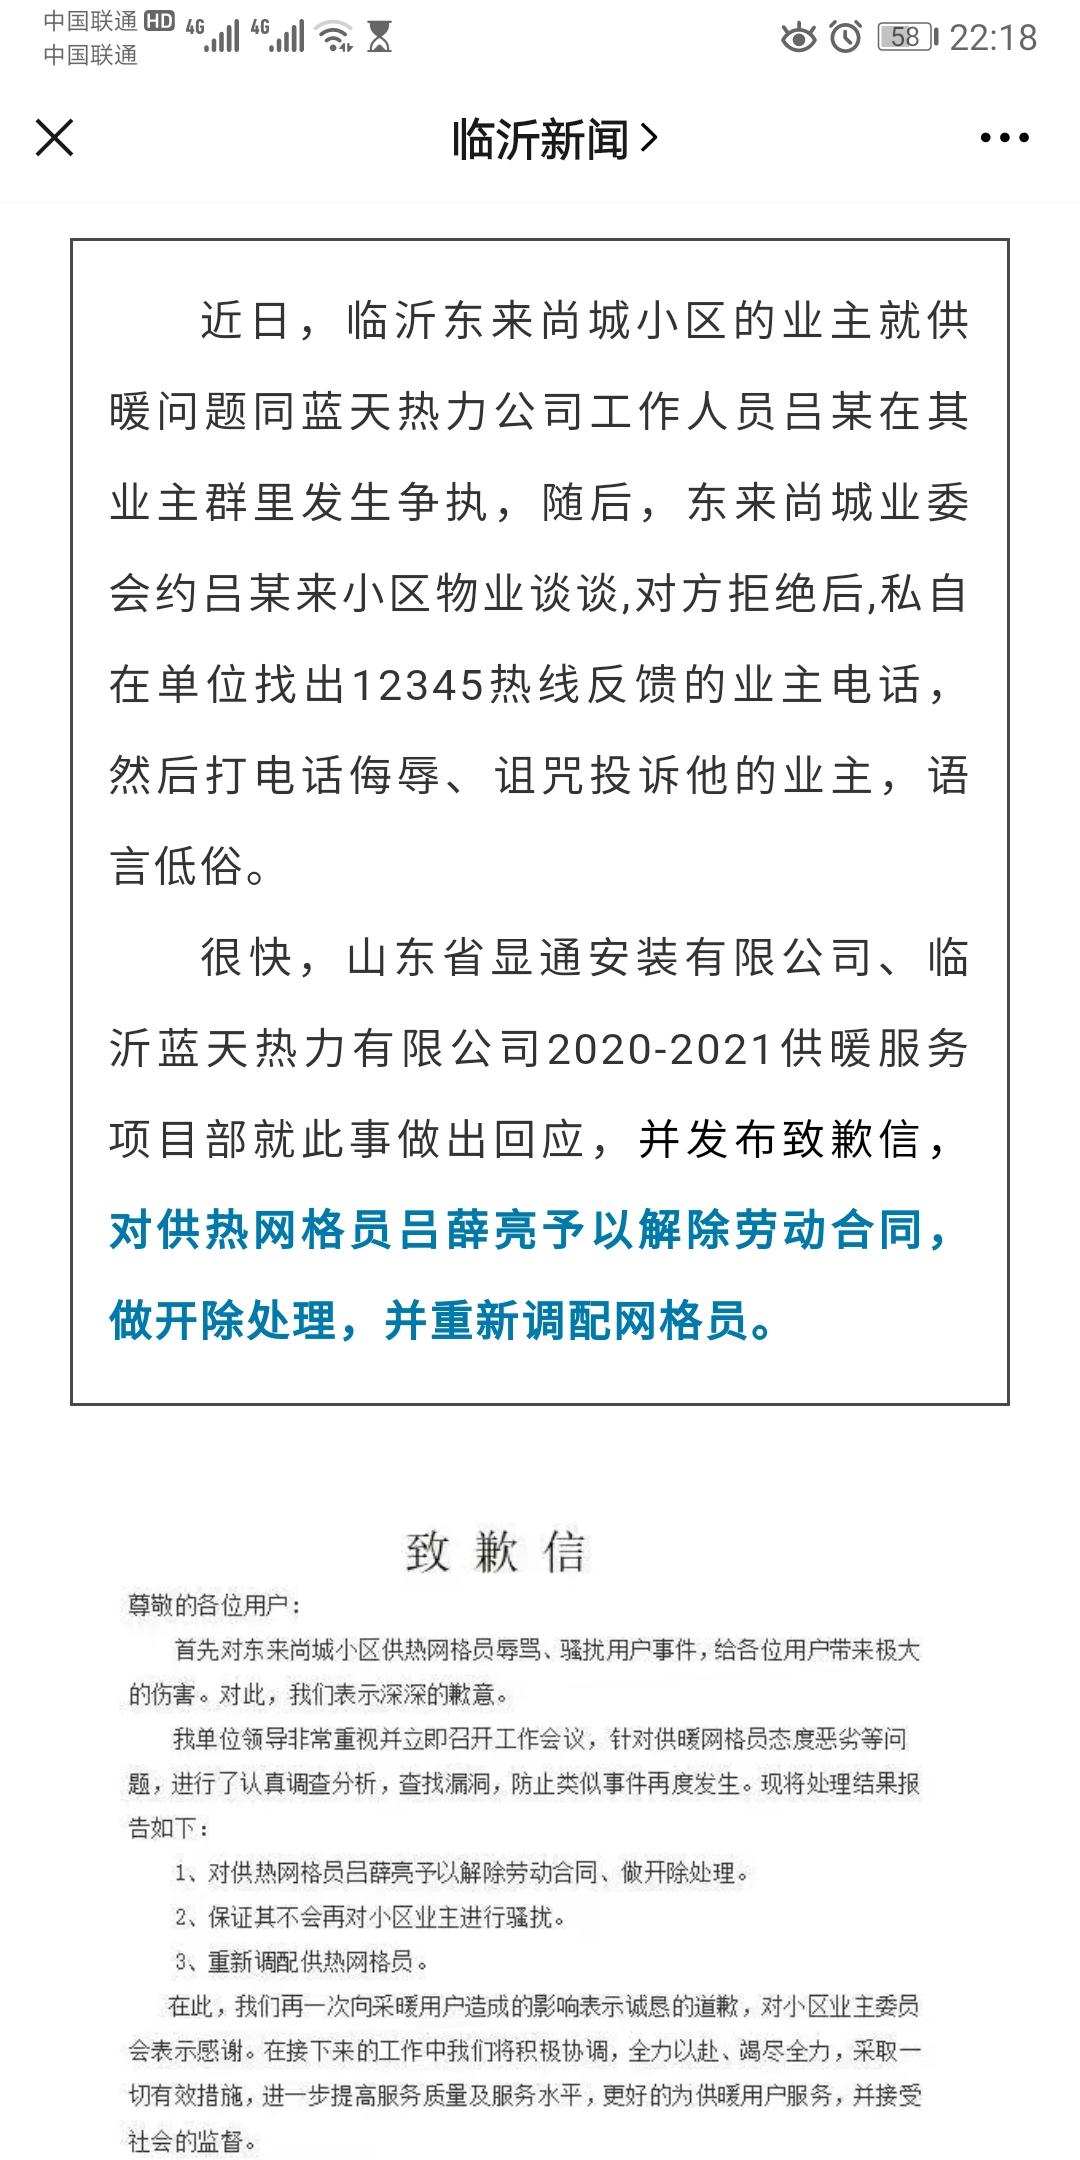 中国联通 HD 4G 4G 58 22:18
中国联通
临沂新闻
近日，临沂东来尚城小区的业主就供
暖问题同蓝天热力公司工作人员吕某在其
业主群里发生争执，随后，东来尚城业委
会约吕某来小区物业谈谈,对方拒绝后,私自
在单位找出12345热线反馈的业主电话，
然后打电话侮辱、诅咒投诉他的业主，语
言低俗。
很快，山东省显通安装有限公司、临
沂蓝天热力有限公司2020-2021供暖服务
项目部就此事做出回应，并发布致歉信，
对供热网格员吕薛亮予以解除劳动合同，
做开除处理，并重新调配网格员。
致歉信
尊敬的各位用户：
首先对东来尚城小区供热网格员辱骂、骚扰用户事件，给各位用户带来极大
的伤害。对此，我们表示深深的歉意。
我单位领导非常重视并立即召开工作会议，针对供暖网格员态度恶劣等问
题，进行了认真调查分析，查找漏洞，防止类似事件再度发生。现将处理结果报
告如下：
1、对供热网格员吕薛亮予以解除劳动合同、做开除处理。
2、保证其不会再对小区业主进行骚扰。
3、重新调配供热网格员。
在此，我们再一次向采暖用户造成的影响表示诚恳的道歉，对小区业主委员
会表示感谢。在接下来的工作中我们将积极协调，全力以赴、竭尽全力，采取一
切有效措施，进一步提高服务质量及服务水平，更好的为供暖用户服务，并接受
社会的监督。